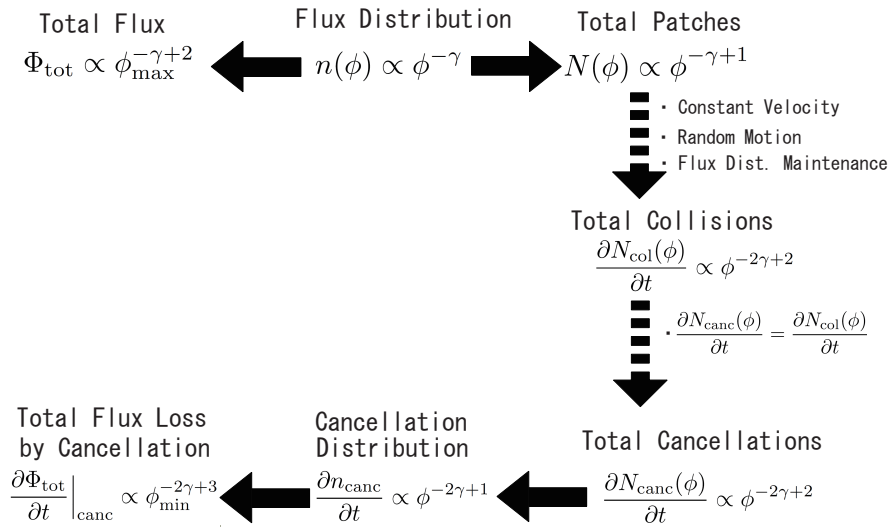 Total Flux
Flux Distribution
Total Patches
Φ_tot ∝ ϕ_max^{-γ+2}
n(ϕ) ∝ ϕ^{-γ}
N(ϕ) ∝ ϕ^{-γ+1}
· Constant Velocity
· Random Motion
· Flux Dist. Maintenance
Total Collisions
∂N_col(ϕ)/∂t ∝ ϕ^{-2γ+2}
· ∂N_canc(ϕ)/∂t = ∂N_col(ϕ)/∂t
Total Flux Loss
by Cancellation
Cancellation
Distribution
Total Cancellations
∂Φ_tot/∂t |_canc ∝ ϕ_min^{-2γ+3}
∂n_canc/∂t ∝ ϕ^{-2γ+1}
∂N_canc(ϕ)/∂t ∝ ϕ^{-2γ+2}